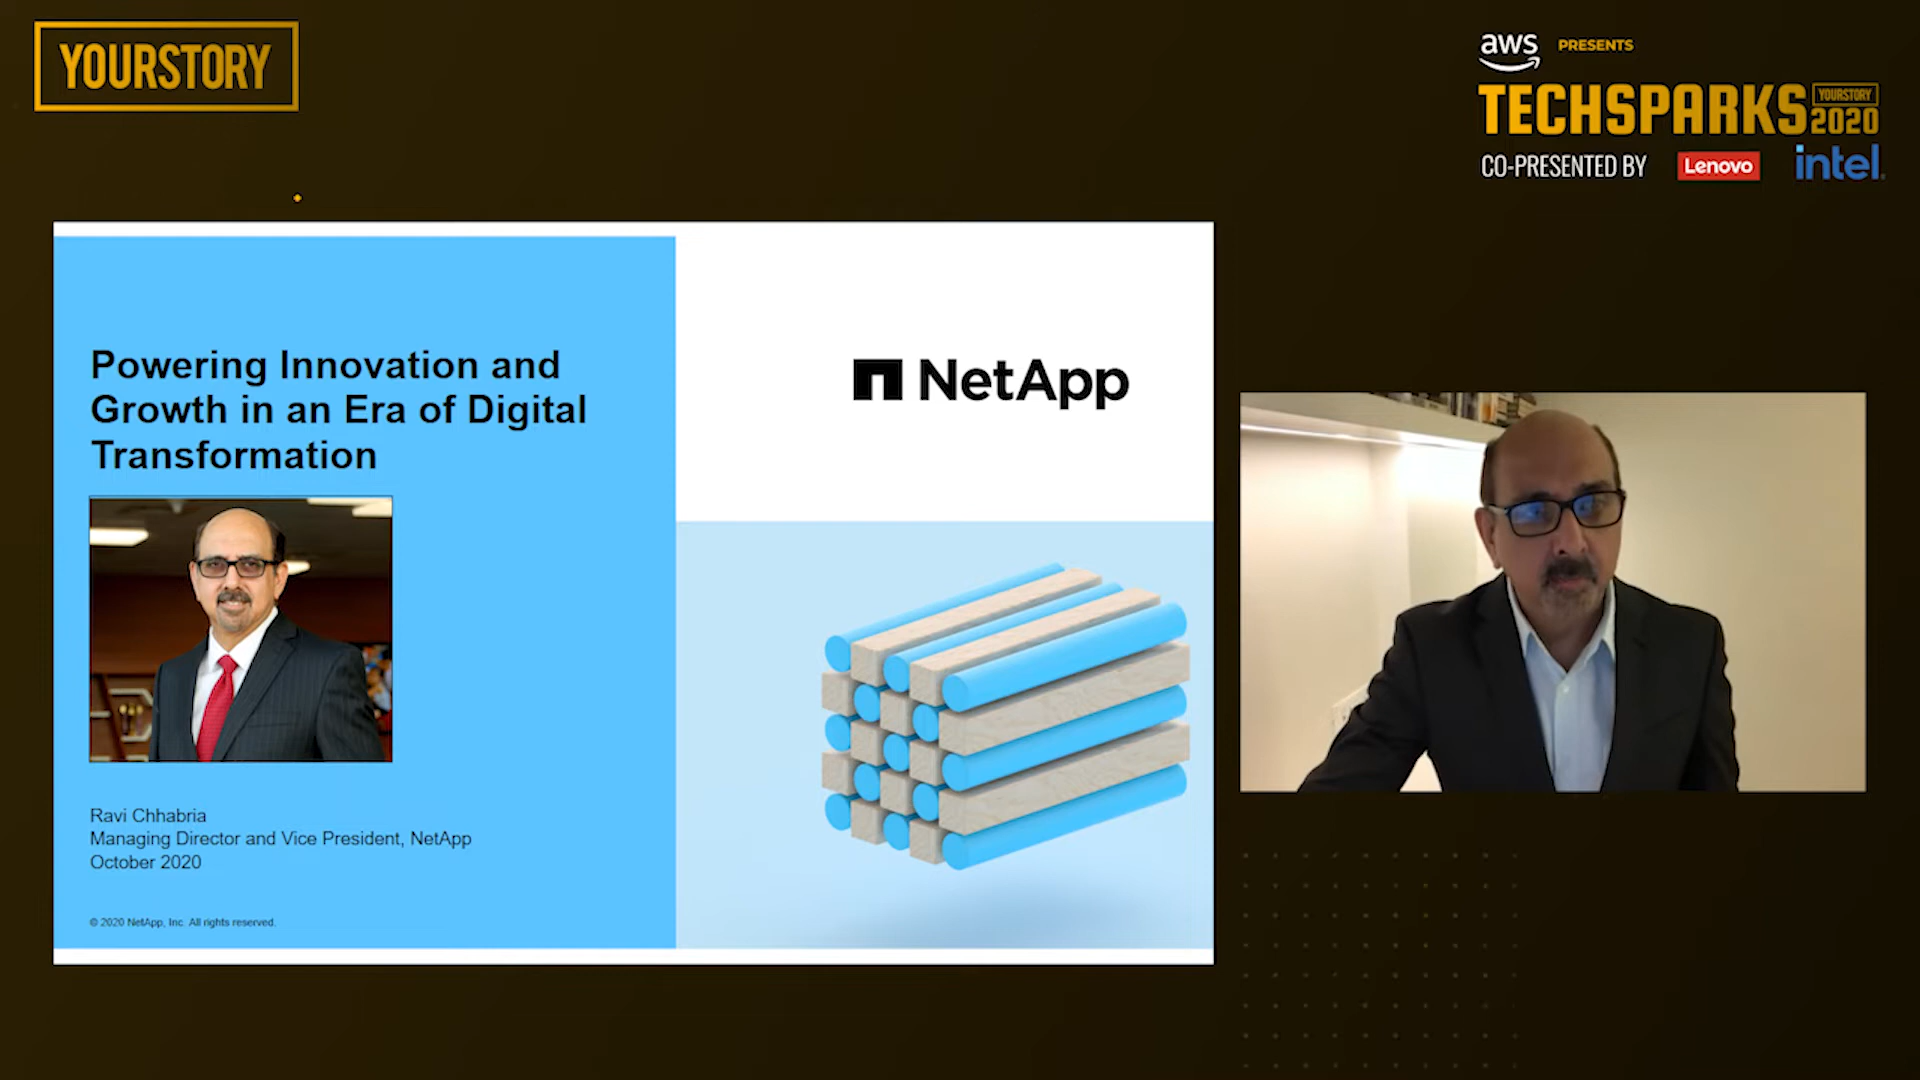 YOURSTORY
aws PRESENTS
TECHSPARKS YOURSTORY 2020
CO-PRESENTED BY Lenovo intel
Powering Innovation and
Growth in an Era of Digital
Transformation
NetApp
Ravi Chhabria
Managing Director and Vice President, NetApp
October 2020
© 2020 NetApp, Inc. All rights reserved.